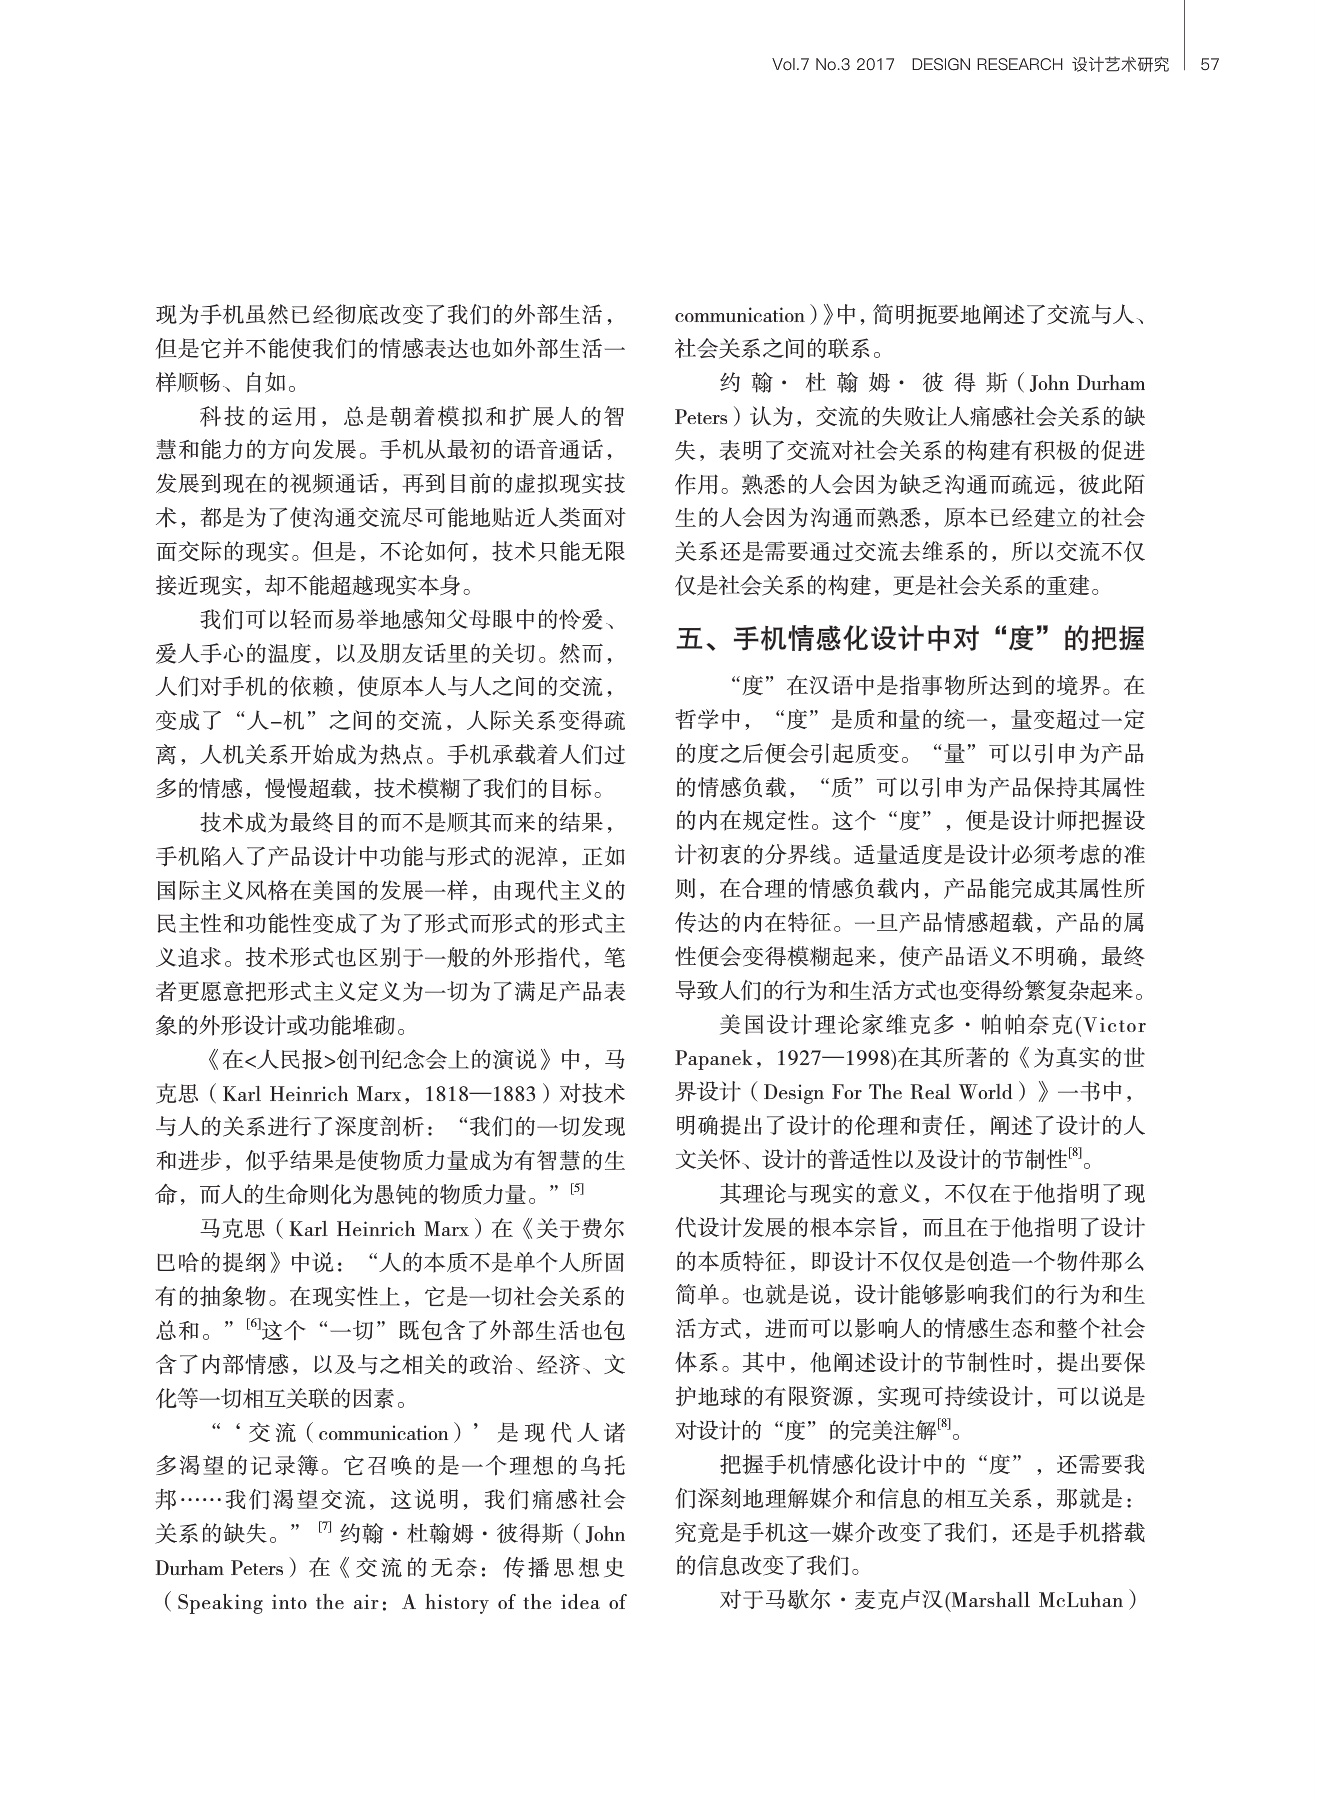 Vol.7 No.3 2017 DESIGN RESEARCH 设计艺术研究 57
现为手机虽然已经彻底改变了我们的外部生活，
但是它并不能使我们的情感表达也如外部生活一
样顺畅、自如。
科技的运用，总是朝着模拟和扩展人的智
慧和能力的方向发展。手机从最初的语音通话，
发展到现在的视频通话，再到目前的虚拟现实技
术，都是为了使沟通交流尽可能地贴近人类面对
面交际的现实。但是，不论如何，技术只能无限
接近现实，却不能超越现实本身。
我们可以轻而易举地感知父母眼中的怜爱、
爱人手心的温度，以及朋友话里的关切。然而，
人们对手机的依赖，使原本人与人之间的交流，
变成了“人–机”之间的交流，人际关系变得疏
离，人机关系开始成为热点。手机承载着人们过
多的情感，慢慢超载，技术模糊了我们的目标。
技术成为最终目的而不是顺其而来的结果，
手机陷入了产品设计中功能与形式的泥淖，正如
国际主义风格在美国的发展一样，由现代主义的
民主性和功能性变成了为了形式而形式的形式主
义追求。技术形式也区别于一般的外形指代，笔
者更愿意把形式主义定义为一切为了满足产品表
象的外形设计或功能堆砌。
《在<人民报>创刊纪念会上的演说》中，马
克思（Karl Heinrich Marx，1818—1883）对技术
与人的关系进行了深度剖析：“我们的一切发现
和进步，似乎结果是使物质力量成为有智慧的生
命，而人的生命则化为愚钝的物质力量。”[5]
马克思（Karl Heinrich Marx）在《关于费尔
巴哈的提纲》中说：“人的本质不是单个人所固
有的抽象物。在现实性上，它是一切社会关系的
总和。”[6]这个“一切”既包含了外部生活也包
含了内部情感，以及与之相关的政治、经济、文
化等一切相互关联的因素。
“‘交流（communication）’是现代人诸
多渴望的记录簿。它召唤的是一个理想的乌托
邦……我们渴望交流，这说明，我们痛感社会
关系的缺失。”[7] 约翰·杜翰姆·彼得斯（John
Durham Peters）在《交流的无奈：传播思想史
（Speaking into the air：A history of the idea of
communication）》中，简明扼要地阐述了交流与人、
社会关系之间的联系。
约翰·杜翰姆·彼得斯（John Durham
Peters）认为，交流的失败让人痛感社会关系的缺
失，表明了交流对社会关系的构建有积极的促进
作用。熟悉的人会因为缺乏沟通而疏远，彼此陌
生的人会因为沟通而熟悉，原本已经建立的社会
关系还是需要通过交流去维系的，所以交流不仅
仅是社会关系的构建，更是社会关系的重建。
五、手机情感化设计中对“度”的把握
“度”在汉语中是指事物所达到的境界。在
哲学中，“度”是质和量的统一，量变超过一定
的度之后便会引起质变。“量”可以引申为产品
的情感负载，“质”可以引申为产品保持其属性
的内在规定性。这个“度”，便是设计师把握设
计初衷的分界线。适量适度是设计必须考虑的准
则，在合理的情感负载内，产品能完成其属性所
传达的内在特征。一旦产品情感超载，产品的属
性便会变得模糊起来，使产品语义不明确，最终
导致人们的行为和生活方式也变得纷繁复杂起来。
美国设计理论家维克多·帕帕奈克(Victor
Papanek，1927—1998)在其所著的《为真实的世
界设计（Design For The Real World）》一书中，
明确提出了设计的伦理和责任，阐述了设计的人
文关怀、设计的普适性以及设计的节制性[8]。
其理论与现实的意义，不仅在于他指明了现
代设计发展的根本宗旨，而且在于他指明了设计
的本质特征，即设计不仅仅是创造一个物件那么
简单。也就是说，设计能够影响我们的行为和生
活方式，进而可以影响人的情感生态和整个社会
体系。其中，他阐述设计的节制性时，提出要保
护地球的有限资源，实现可持续设计，可以说是
对设计的“度”的完美注解[8]。
把握手机情感化设计中的“度”，还需要我
们深刻地理解媒介和信息的相互关系，那就是：
究竟是手机这一媒介改变了我们，还是手机搭载
的信息改变了我们。
对于马歇尔·麦克卢汉(Marshall McLuhan）